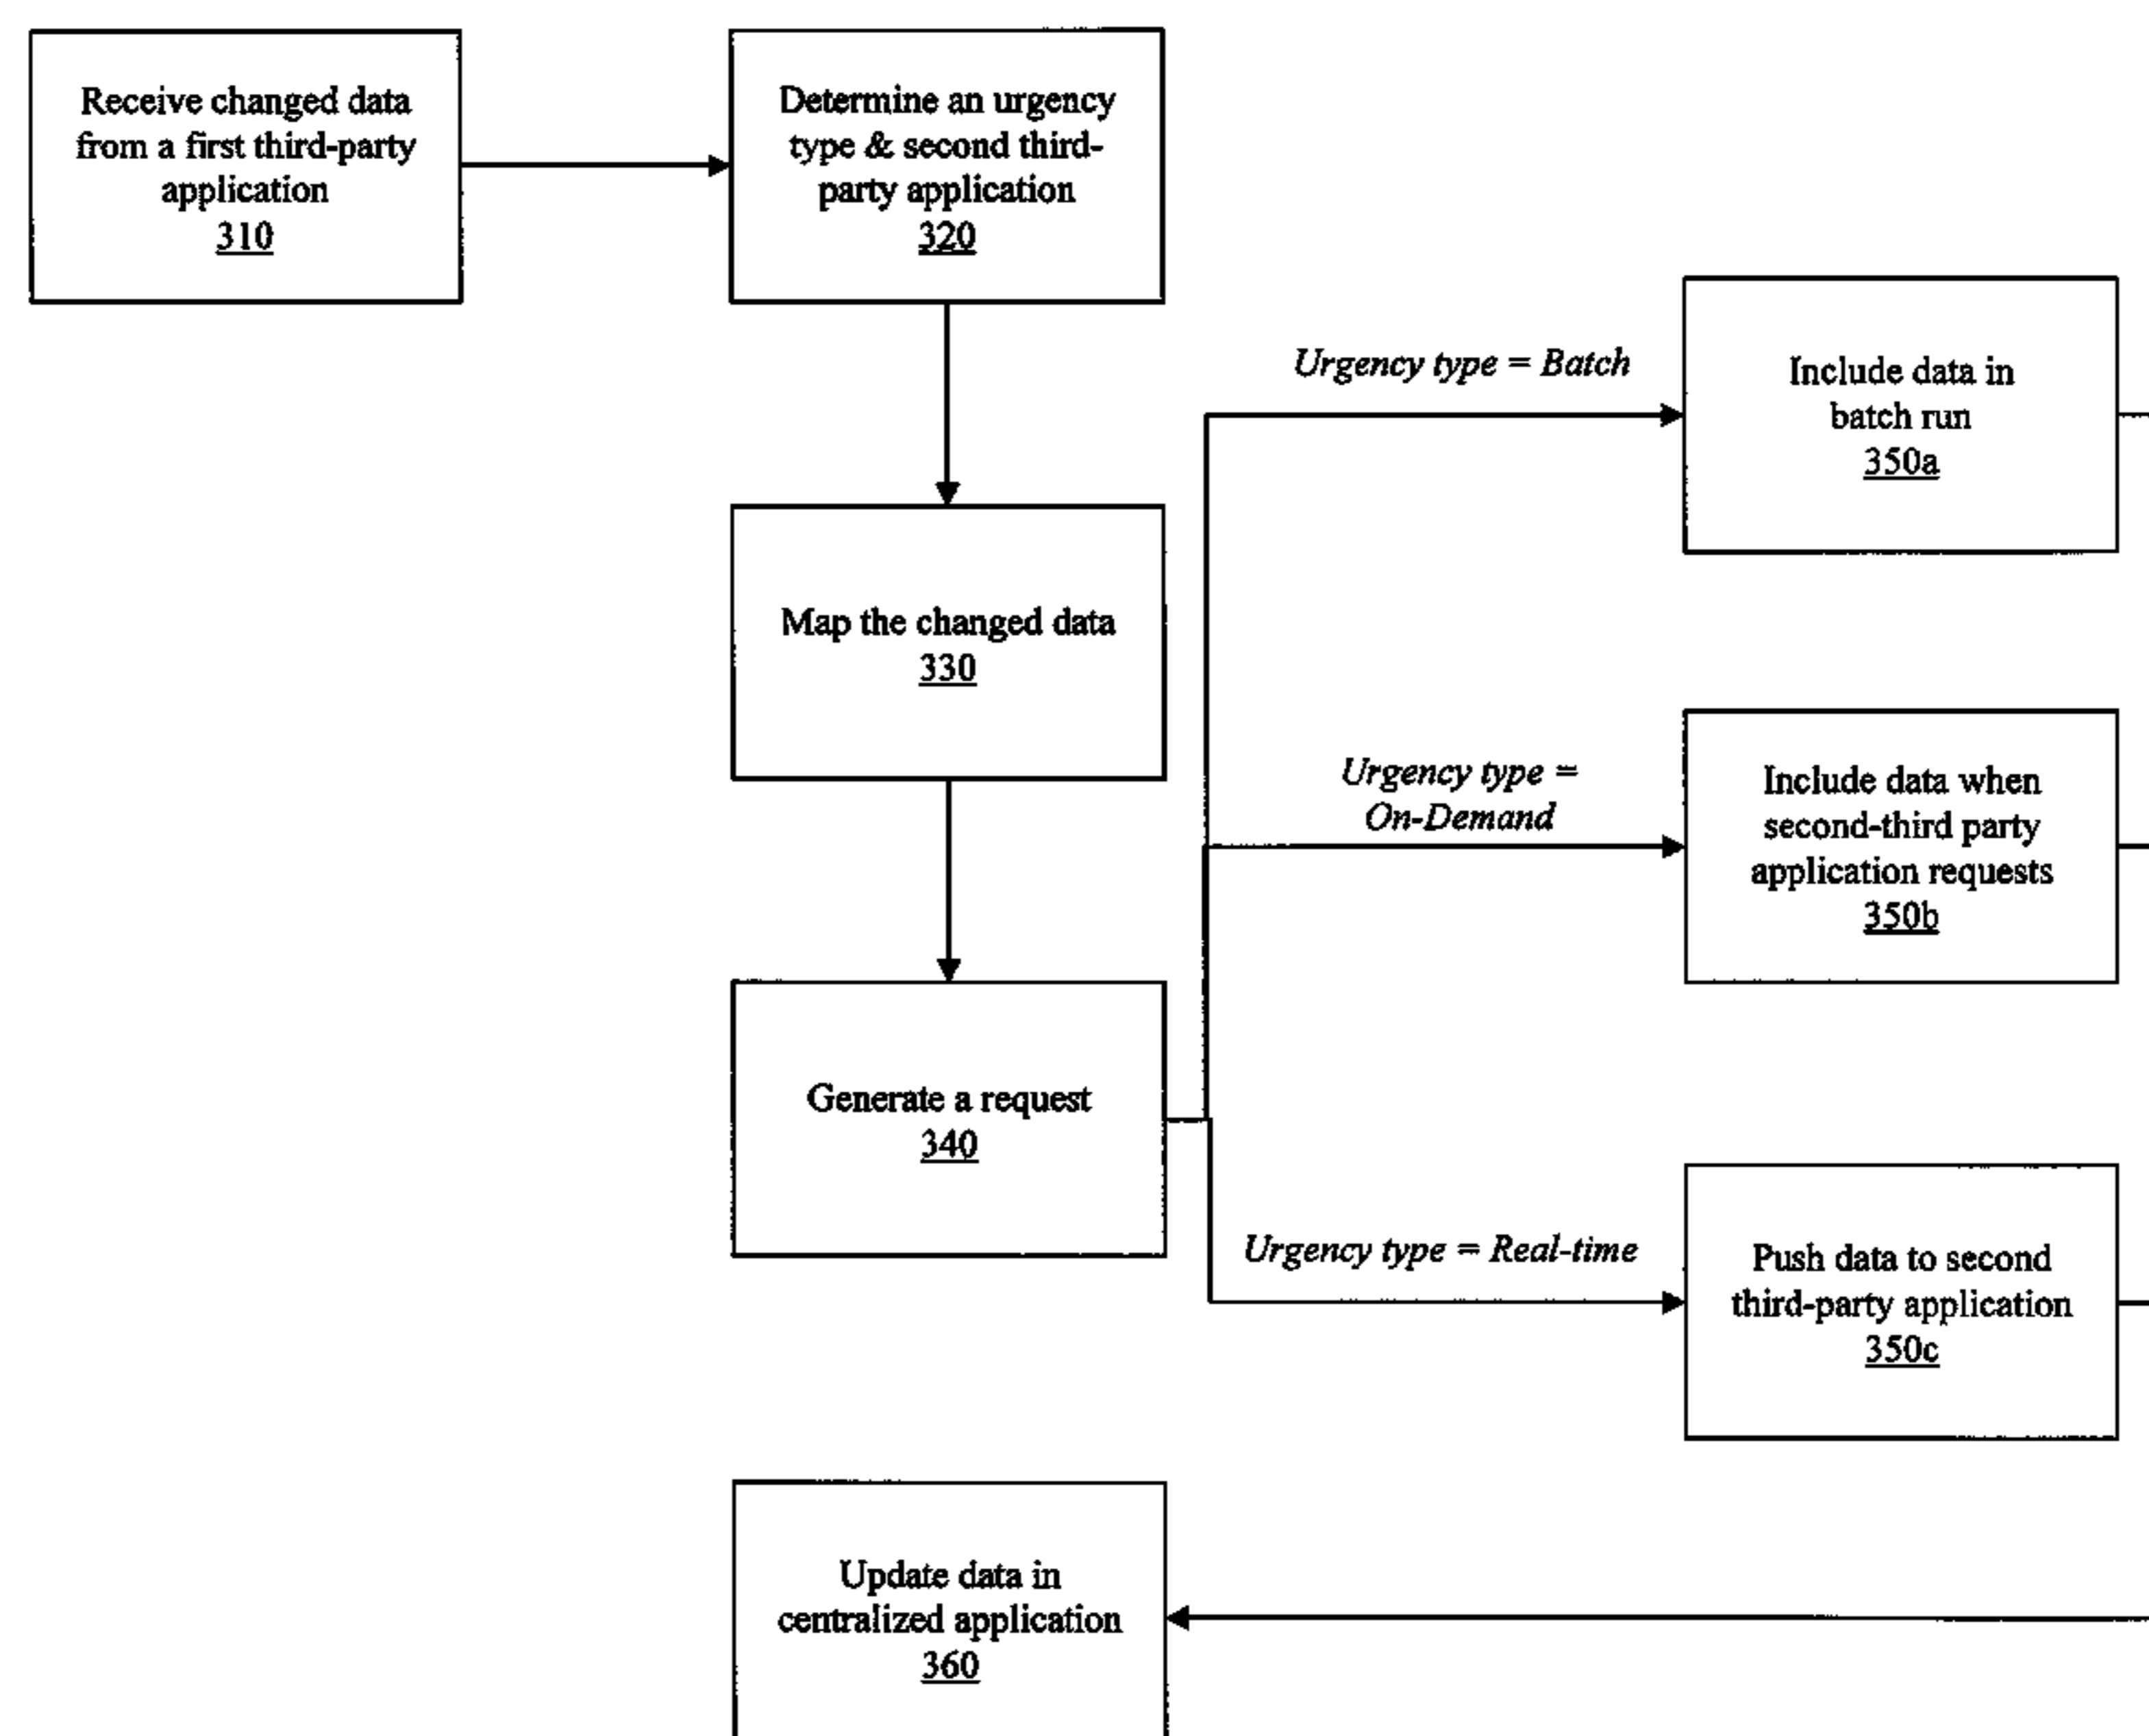 Receive changed data
from a first third-party
application
310
Determine an urgency
type & second third-
party application
320
Map the changed data
330
Generate a request
340
Urgency type = Batch
Include data in
batch run
350a
Urgency type =
On-Demand
Include data when
second-third party
application requests
350b
Urgency type = Real-time
Push data to second
third-party application
350c
Update data in
centralized application
360